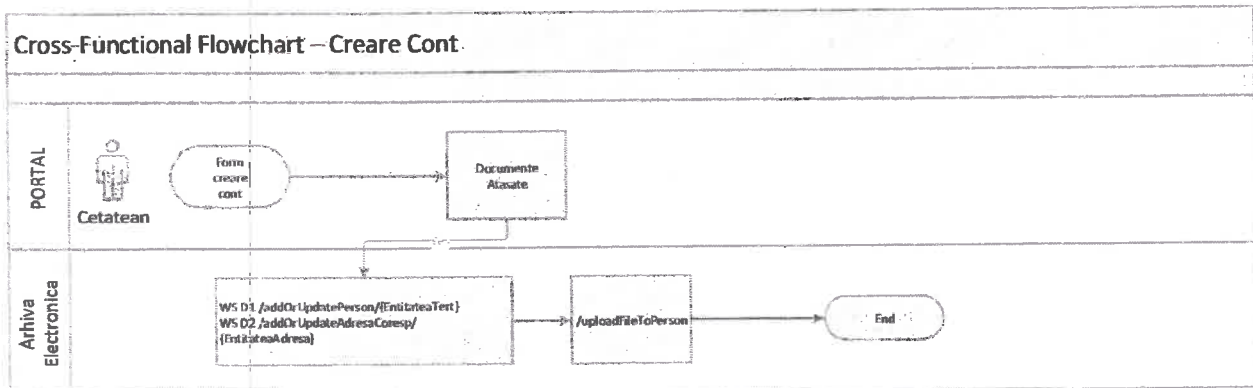 Cross-Functional Flowchart – Creare Cont
PORTAL
Cetatean
Form
creare
cont
Documente
Atasate
Arhiva
Electronica
WS D1 /addOrUpdatePerson/{EntitateaTert}
WS D2 /addOrUpdateAdresaCoresp/
{EntitateaAdresa}
/uploadFileToPerson
End